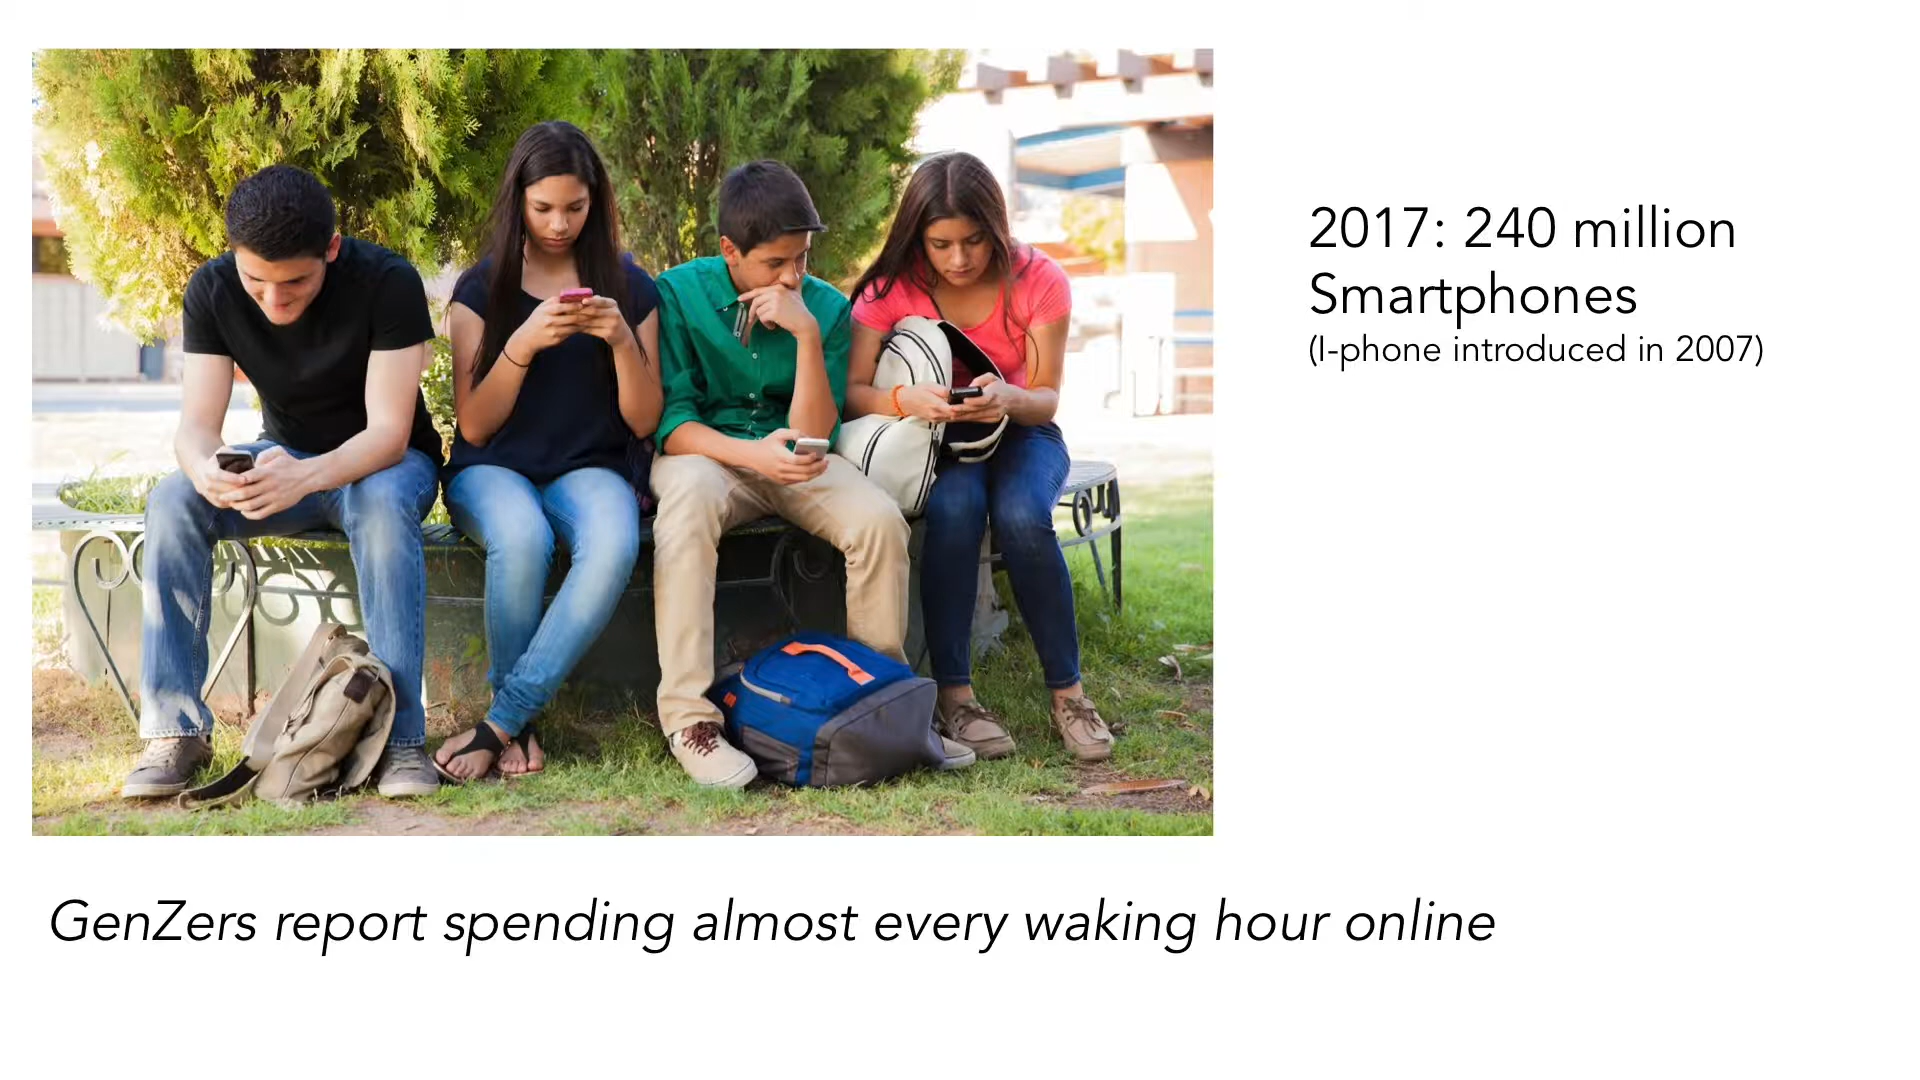 2017: 240 million
Smartphones
(I-phone introduced in 2007)
GenZers report spending almost every waking hour online